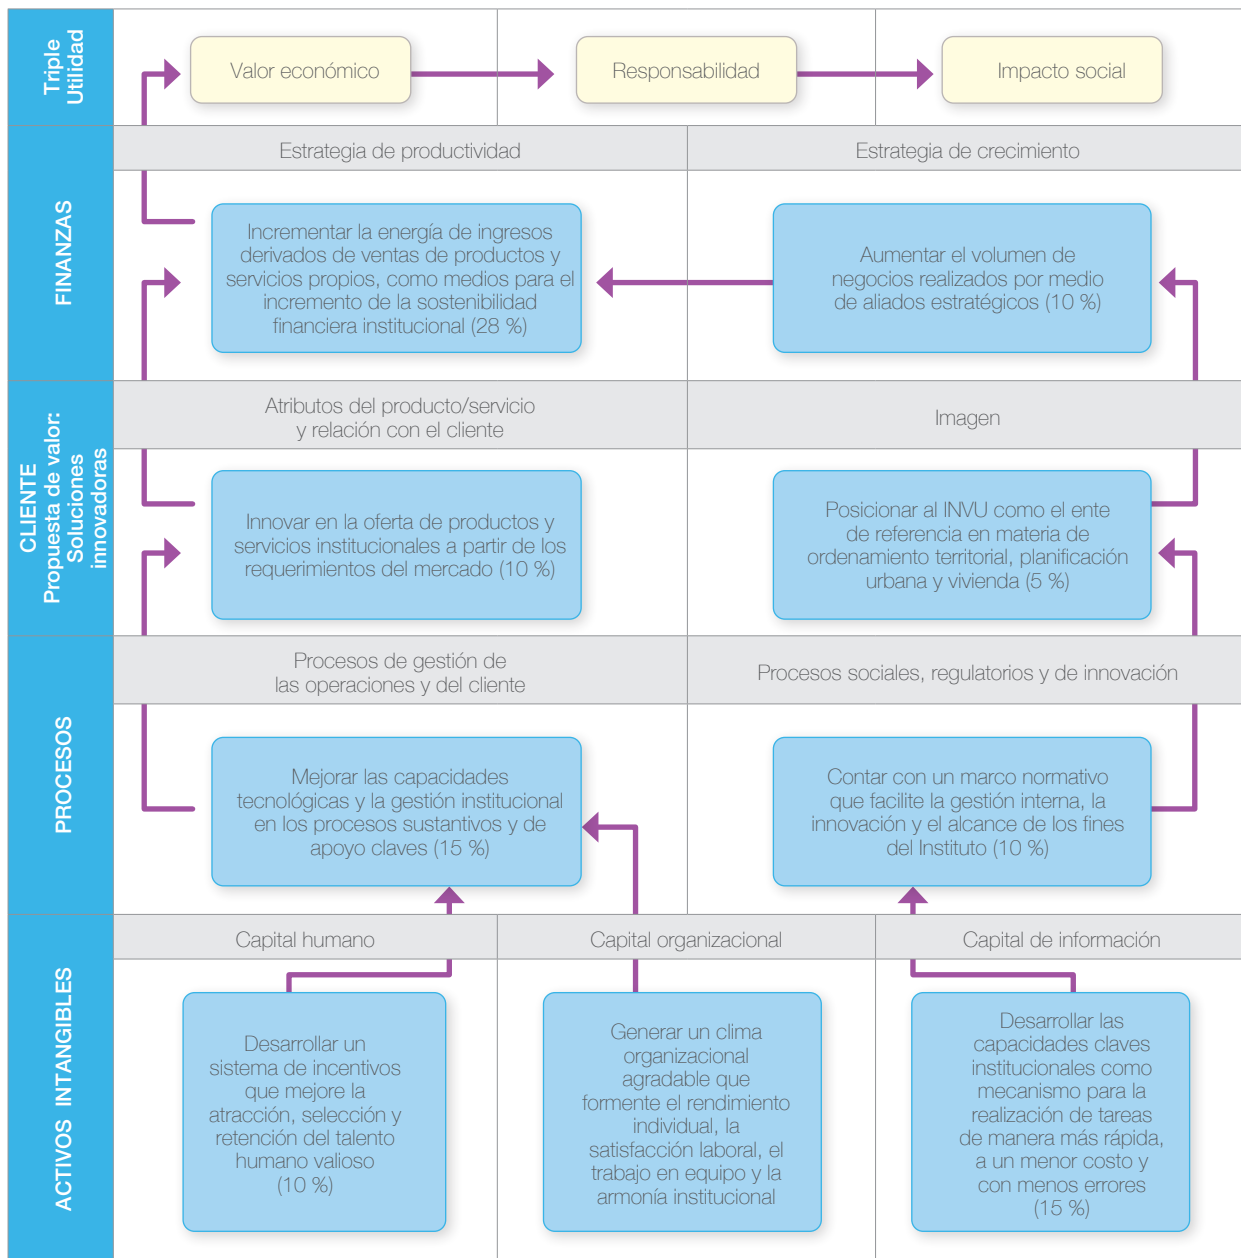 Triple
Utilidad
Valor económico
Responsabilidad
Impacto social
FINANZAS
Estrategia de productividad
Estrategia de crecimiento
Incrementar la energía de ingresos
derivados de ventas de productos y
servicios propios, como medios para el
incremento de la sostenibilidad
financiera institucional (28 %)
Aumentar el volumen de
negocios realizados por medio
de aliados estratégicos (10 %)
CLIENTE
Propuesta de valor:
Soluciones
innovadoras
Atributos del producto/servicio
y relación con el cliente
Imagen
Innovar en la oferta de productos y
servicios institucionales a partir de los
requerimientos del mercado (10 %)
Posicionar al INVU como el ente
de referencia en materia de
ordenamiento territorial, planificación
urbana y vivienda (5 %)
PROCESOS
Procesos de gestión de
las operaciones y del cliente
Procesos sociales, regulatorios y de innovación
Mejorar las capacidades
tecnológicas y la gestión institucional
en los procesos sustantivos y de
apoyo claves (15 %)
Contar con un marco normativo
que facilite la gestión interna, la
innovación y el alcance de los fines
del Instituto (10 %)
ACTIVOS INTANGIBLES
Capital humano
Capital organizacional
Capital de información
Desarrollar un
sistema de incentivos
que mejore la
atracción, selección y
retención del talento
humano valioso
(10 %)
Generar un clima
organizacional
agradable que
formente el rendimiento
individual, la
satisfacción laboral, el
trabajo en equipo y la
armonía institucional
Desarrollar las
capacidades claves
institucionales como
mecanismo para la
realización de tareas
de manera más rápida,
a un menor costo y
con menos errores
(15 %)